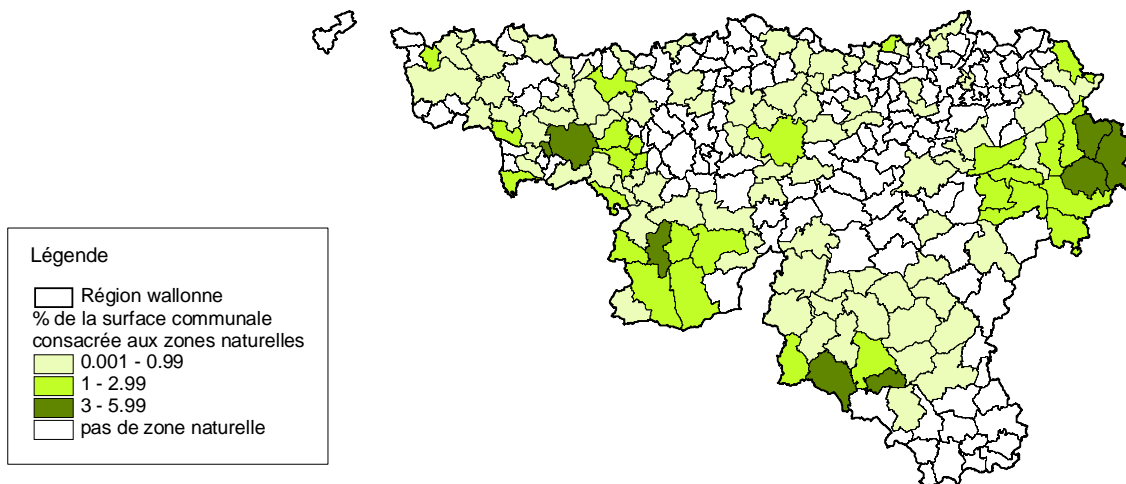 Légende
Région wallonne
% de la surface communale
consacrée aux zones naturelles
0.001 - 0.99
1 - 2.99
3 - 5.99
pas de zone naturelle